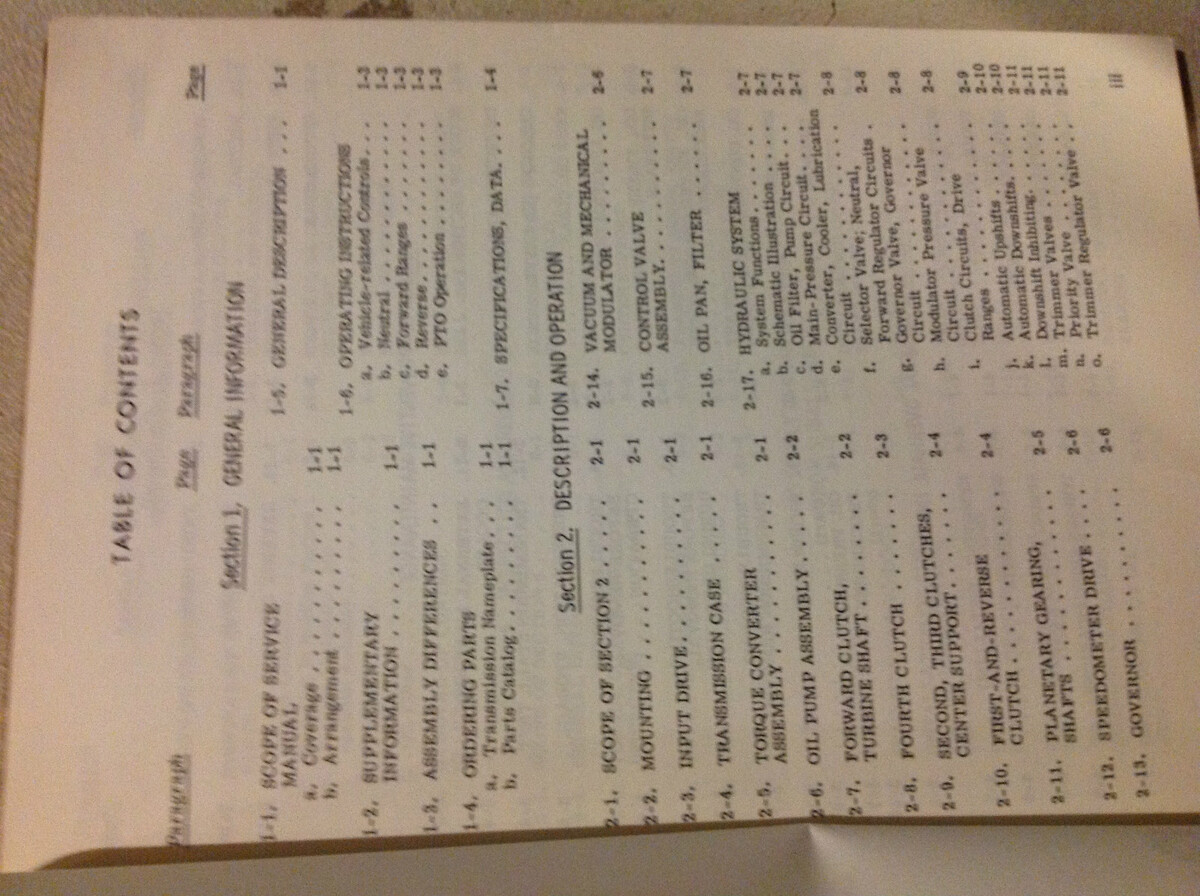 TABLE OF CONTENTS
Paragraph Page
Paragraph Page
Section 1. GENERAL INFORMATION
1-1. SCOPE OF SERVICE
MANUAL
a. Coverage . . . . . . . . . . 1-1
b. Arrangement . . . . . . . . 1-1
1-2. SUPPLEMENTARY
INFORMATION . . . . . . . . . 1-1
1-3. ASSEMBLY DIFFERENCES . . 1-1
1-4. ORDERING PARTS
a. Transmission Nameplate . . . 1-1
b. Parts Catalog . . . . . . . . 1-1
1-5. GENERAL DESCRIPTION . . . . 1-1
1-6. OPERATING INSTRUCTIONS
a. Vehicle-related Controls . . . 1-3
b. Neutral . . . . . . . . . . 1-3
c. Forward Ranges . . . . . . . 1-3
d. Reverse . . . . . . . . . . 1-3
e. PTO Operation . . . . . . . . 1-3
1-7. SPECIFICATIONS, DATA. . . . . 1-4
Section 2. DESCRIPTION AND OPERATION
2-1. SCOPE OF SECTION 2 . . . . . 2-1
2-2. MOUNTING . . . . . . . . . . 2-1
2-3. INPUT DRIVE . . . . . . . . . 2-1
2-4. TRANSMISSION CASE . . . . . . 2-1
2-5. TORQUE CONVERTER
ASSEMBLY . . . . . . . . . . 2-1
2-6. OIL PUMP ASSEMBLY . . . . . 2-2
2-7. FORWARD CLUTCH,
TURBINE SHAFT . . . . . . . . 2-2
2-8. FOURTH CLUTCH . . . . . . . 2-3
2-9. SECOND, THIRD CLUTCHES,
CENTER SUPPORT . . . . . . . 2-4
2-10. FIRST-AND-REVERSE
CLUTCH . . . . . . . . . . . 2-4
2-11. PLANETARY GEARING,
SHAFTS . . . . . . . . . . . 2-5
2-12. SPEEDOMETER DRIVE . . . . 2-6
2-13. GOVERNOR . . . . . . . . . 2-6
2-14. VACUUM AND MECHANICAL
MODULATOR . . . . . . . . . 2-6
2-15. CONTROL VALVE
ASSEMBLY . . . . . . . . . . 2-7
2-16. OIL PAN, FILTER . . . . . . 2-7
2-17. HYDRAULIC SYSTEM
a. System Functions . . . . . . . 2-7
b. Schematic Illustration . . . . . 2-7
c. Oil Filter, Pump Circuit . . . . 2-7
d. Main-Pressure Circuit . . . . . 2-7
e. Converter, Cooler, Lubrication
Circuit . . . . . . . . . . . 2-8
f. Selector Valve; Neutral,
Forward Regulator Circuits . 2-8
g. Governor Valve, Governor
Circuit . . . . . . . . . . . 2-8
h. Modulator Pressure Valve
Circuit . . . . . . . . . . . 2-8
i. Clutch Circuits, Drive
Ranges . . . . . . . . . . . 2-9
j. Automatic Upshifts . . . . . . 2-10
k. Automatic Downshifts . . . . . 2-10
l. Downshift Inhibiting . . . . . . 2-11
m. Trimmer Valves . . . . . . . 2-11
n. Priority Valve . . . . . . . . 2-11
o. Trimmer Regulator Valve . . . 2-11
iii